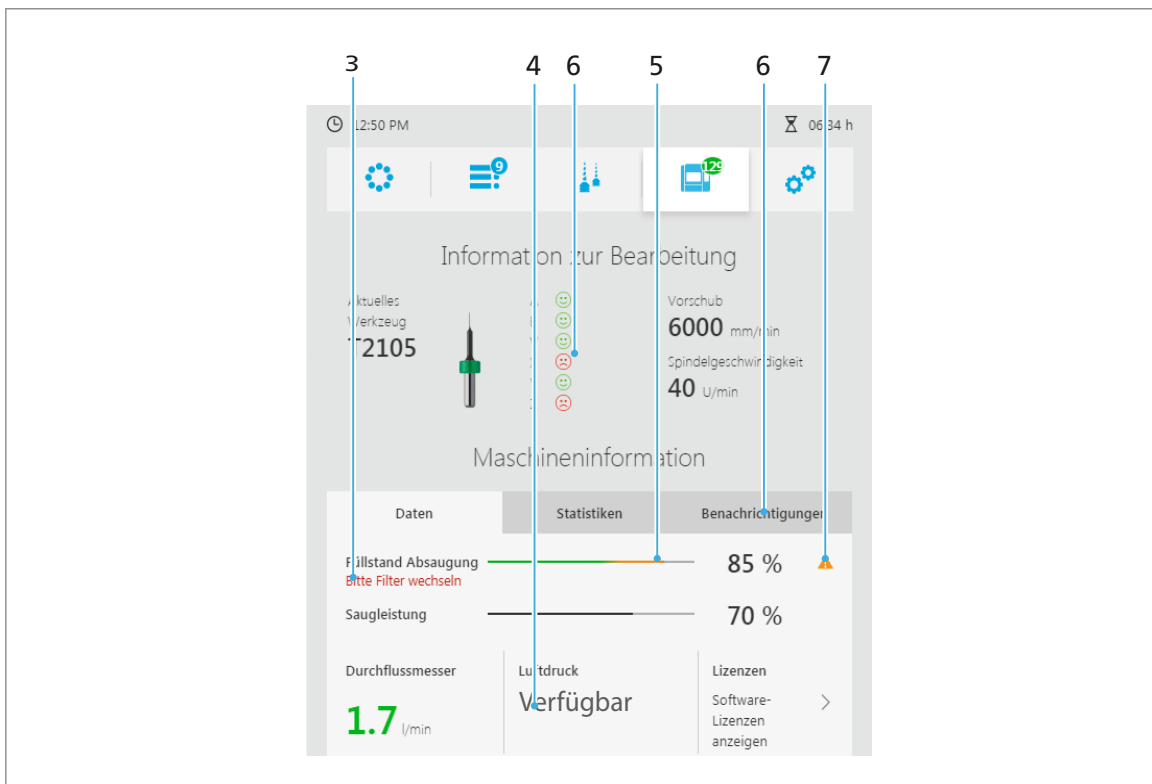 3 4 6 5 6 7
12:50 PM 06:34 h
9 129
Information zur Bearbeitung
Aktuelles
Werkzeug
T2105
Vorschub
6000 mm/min
Spindelgeschwindigkeit
40 U/min
Maschineninformation
Daten Statistiken Benachrichtigungen
Füllstand Absaugung 85 %
Bitte Filter wechseln
Saugleistung 70 %
Durchflussmesser
1.7 l/min
Luftdruck
Verfügbar
Lizenzen
Software-
Lizenzen
anzeigen